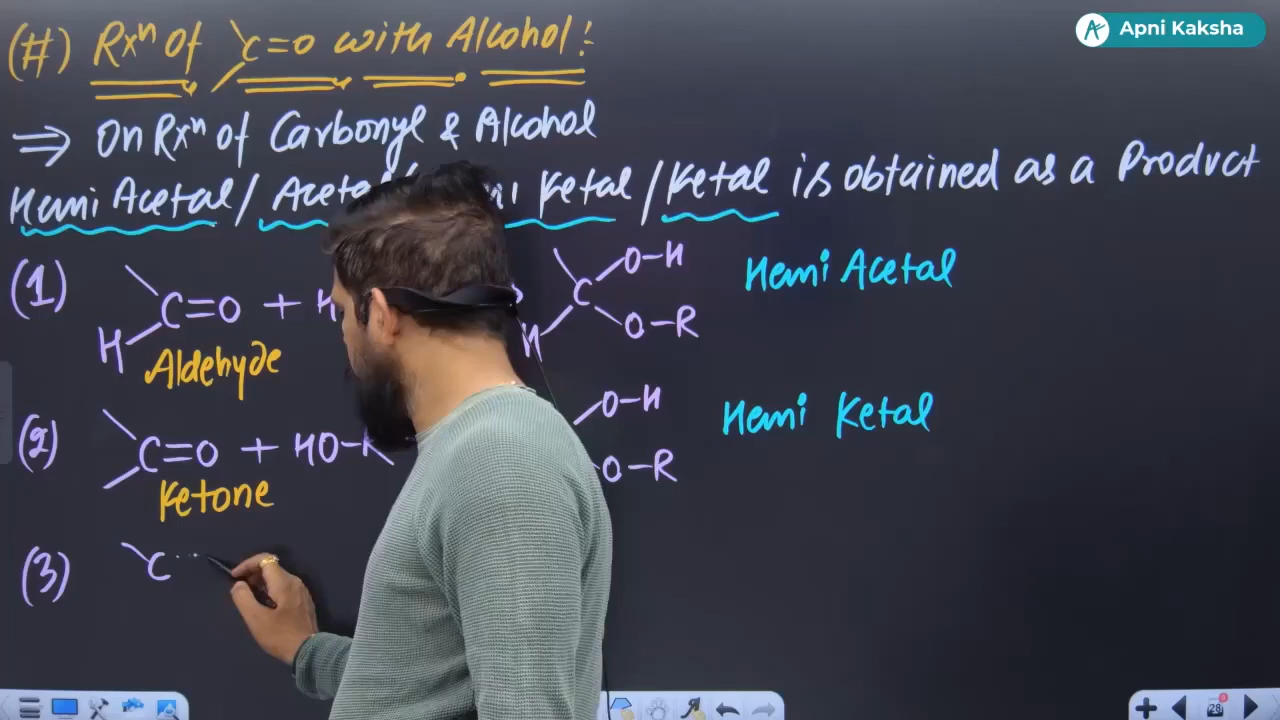 (#) Rxⁿ Of C=O with Alcohol:-
Apni Kaksha
⇒ On Rxⁿ of Carbonyl & Alcohol
Hemi Acetal / Ketal / Ketal is obtained as a Product
(1) C=O + O-H Hemi Acetal
H C O-R
Aldehyde
(2) C=O + HO-R O-H Hemi Ketal
O-R
Ketone
(3) C
28